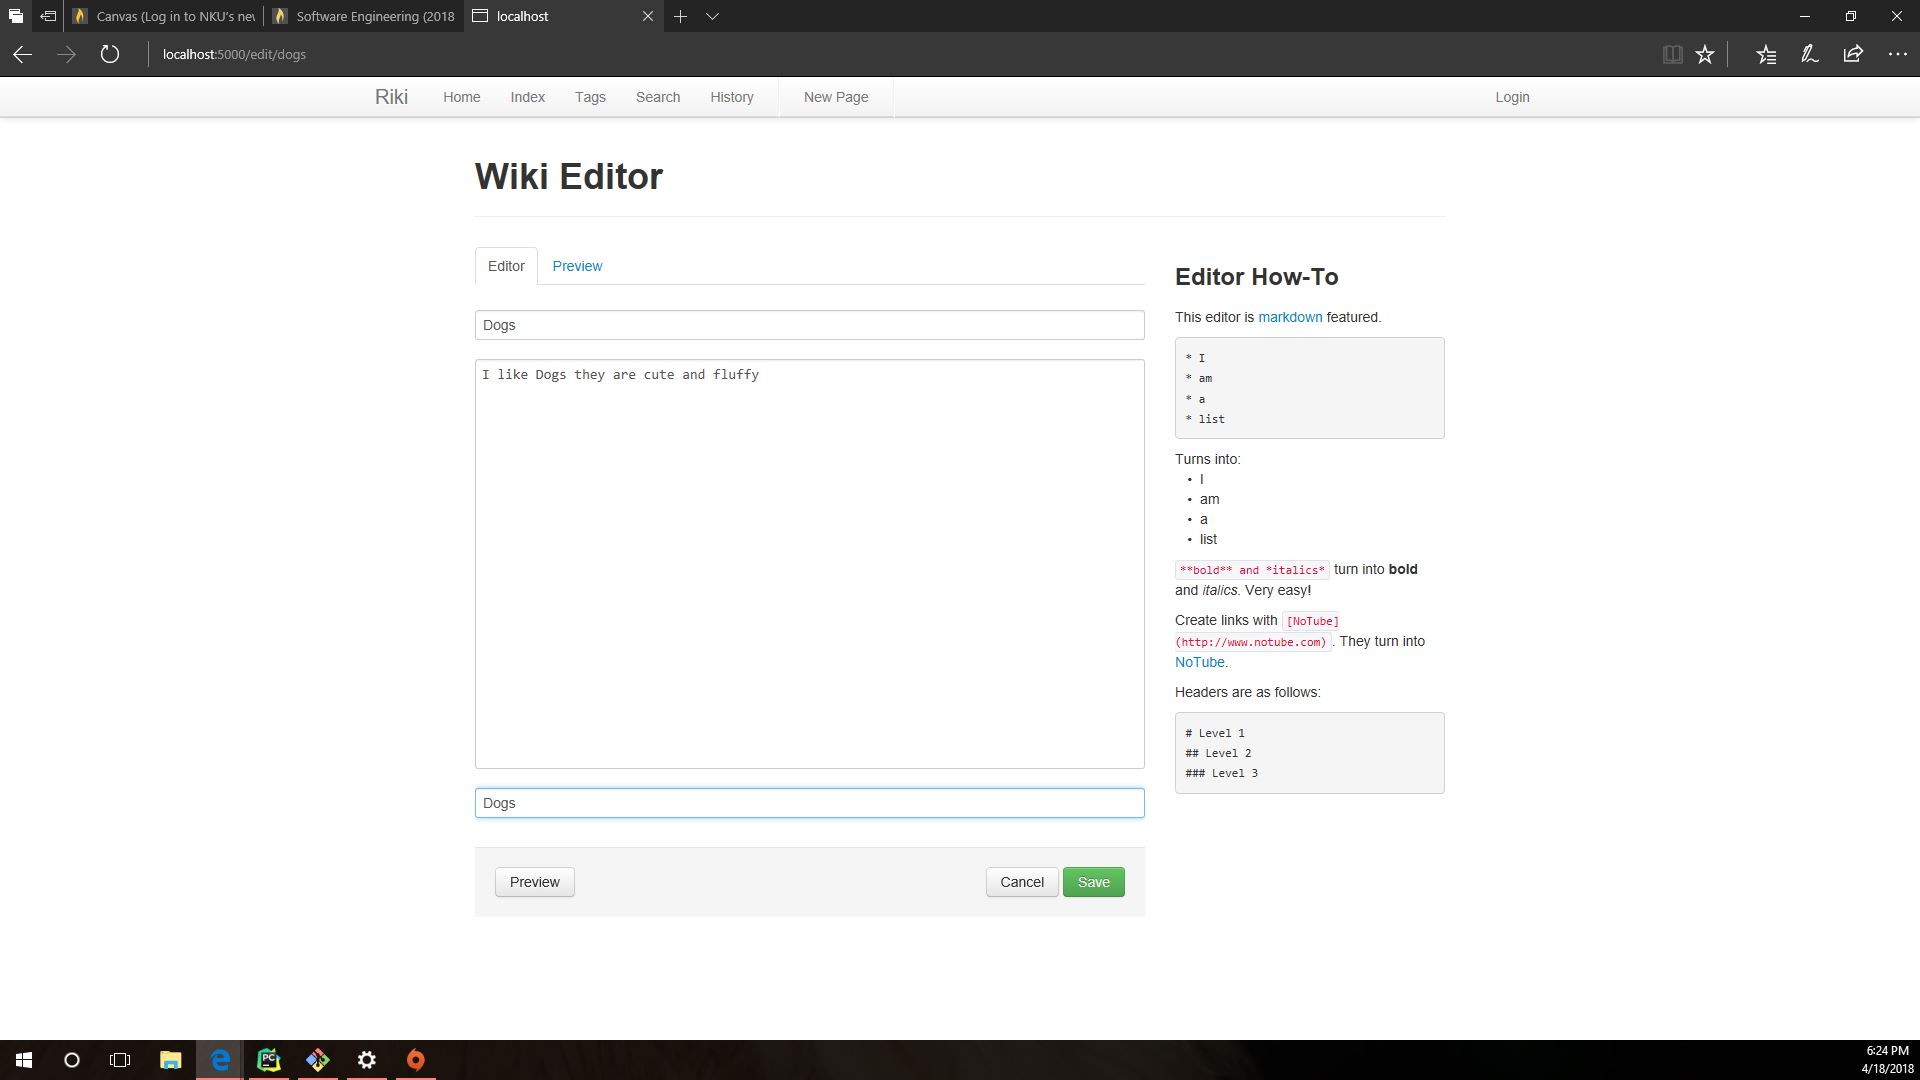 Canvas (Log in to NKU's nev
Software Engineering (2018
localhost
localhost:5000/edit/dogs
Riki Home Index Tags Search History New Page Login
Wiki Editor
Editor Preview
Dogs
I like Dogs they are cute and fluffy
Dogs
Preview Cancel Save
Editor How-To
This editor is markdown featured.
* I
* am
* a
* list
Turns into:
• I
• am
• a
• list
**bold** and *italics* turn into bold
and italics. Very easy!
Create links with [NoTube]
(http://www.notube.com) . They turn into
NoTube.
Headers are as follows:
# Level 1
## Level 2
### Level 3
PC
6:24 PM
4/18/2018